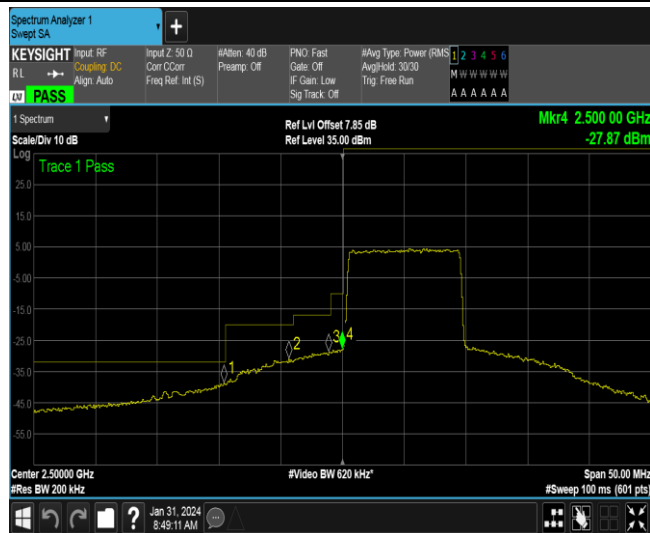 Spectrum Analyzer 1
Swept SA
+
KEYSIGHT
RL
LXI PASS
Input: RF
Coupling: DC
Align: Auto
Input Z: 50 Ω
Corr CCorr
Freq Ref: Int (S)
#Atten: 40 dB
Preamp: Off
PNO: Fast
Gate: Off
IF Gain: Low
Sig Track: Off
#Avg Type: Power (RMS
Avg|Hold: 30/30
Trig: Free Run
1 2 3 4 5 6
M W W W W W
A A A A A A
1 Spectrum
Scale/Div 10 dB
Ref Lvl Offset 7.85 dB
Ref Level 35.00 dBm
Mkr4 2.500 00 GHz
-27.87 dBm
Log
Trace 1 Pass
25.0
15.0
5.00
-5.00
-15.0
-25.0
-35.0
-45.0
-55.0
1
2
3
4
Center 2.50000 GHz
#Video BW 620 kHz*
Span 50.00 MHz
#Res BW 200 kHz
#Sweep 100 ms (601 pts)
?
Jan 31, 2024
8:49:11 AM